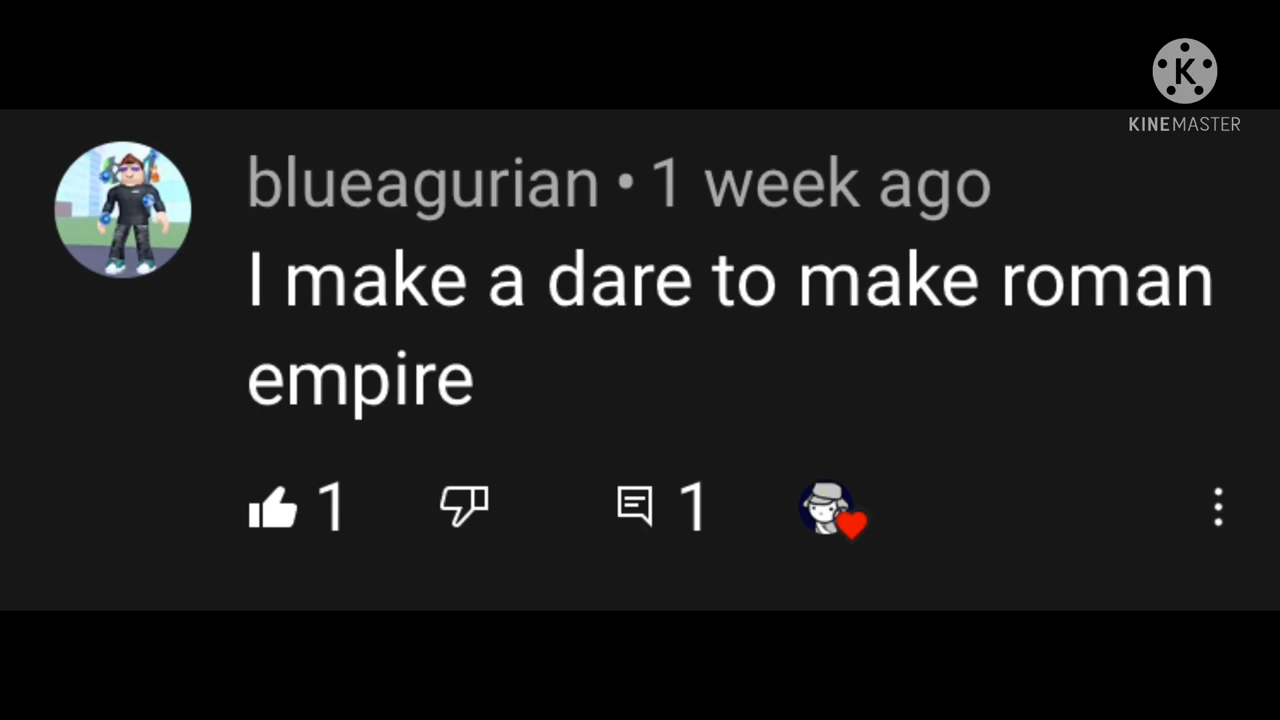 K
KINEMASTER
blueagurian • 1 week ago
I make a dare to make roman
empire
1
1